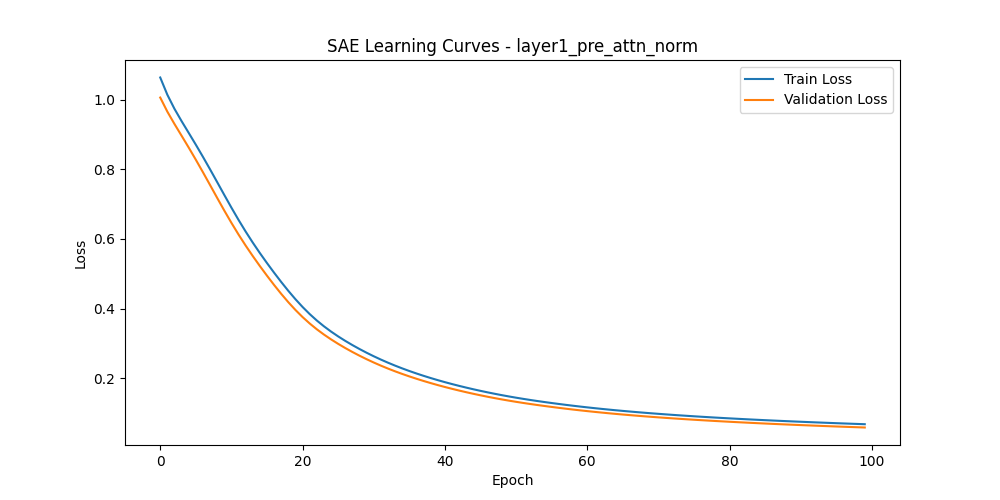 SAE Learning Curves - layer1_pre_attn_norm
Train Loss
Validation Loss
Loss
1.0
0.8
0.6
0.4
0.2
0 20 40 60 80 100
Epoch